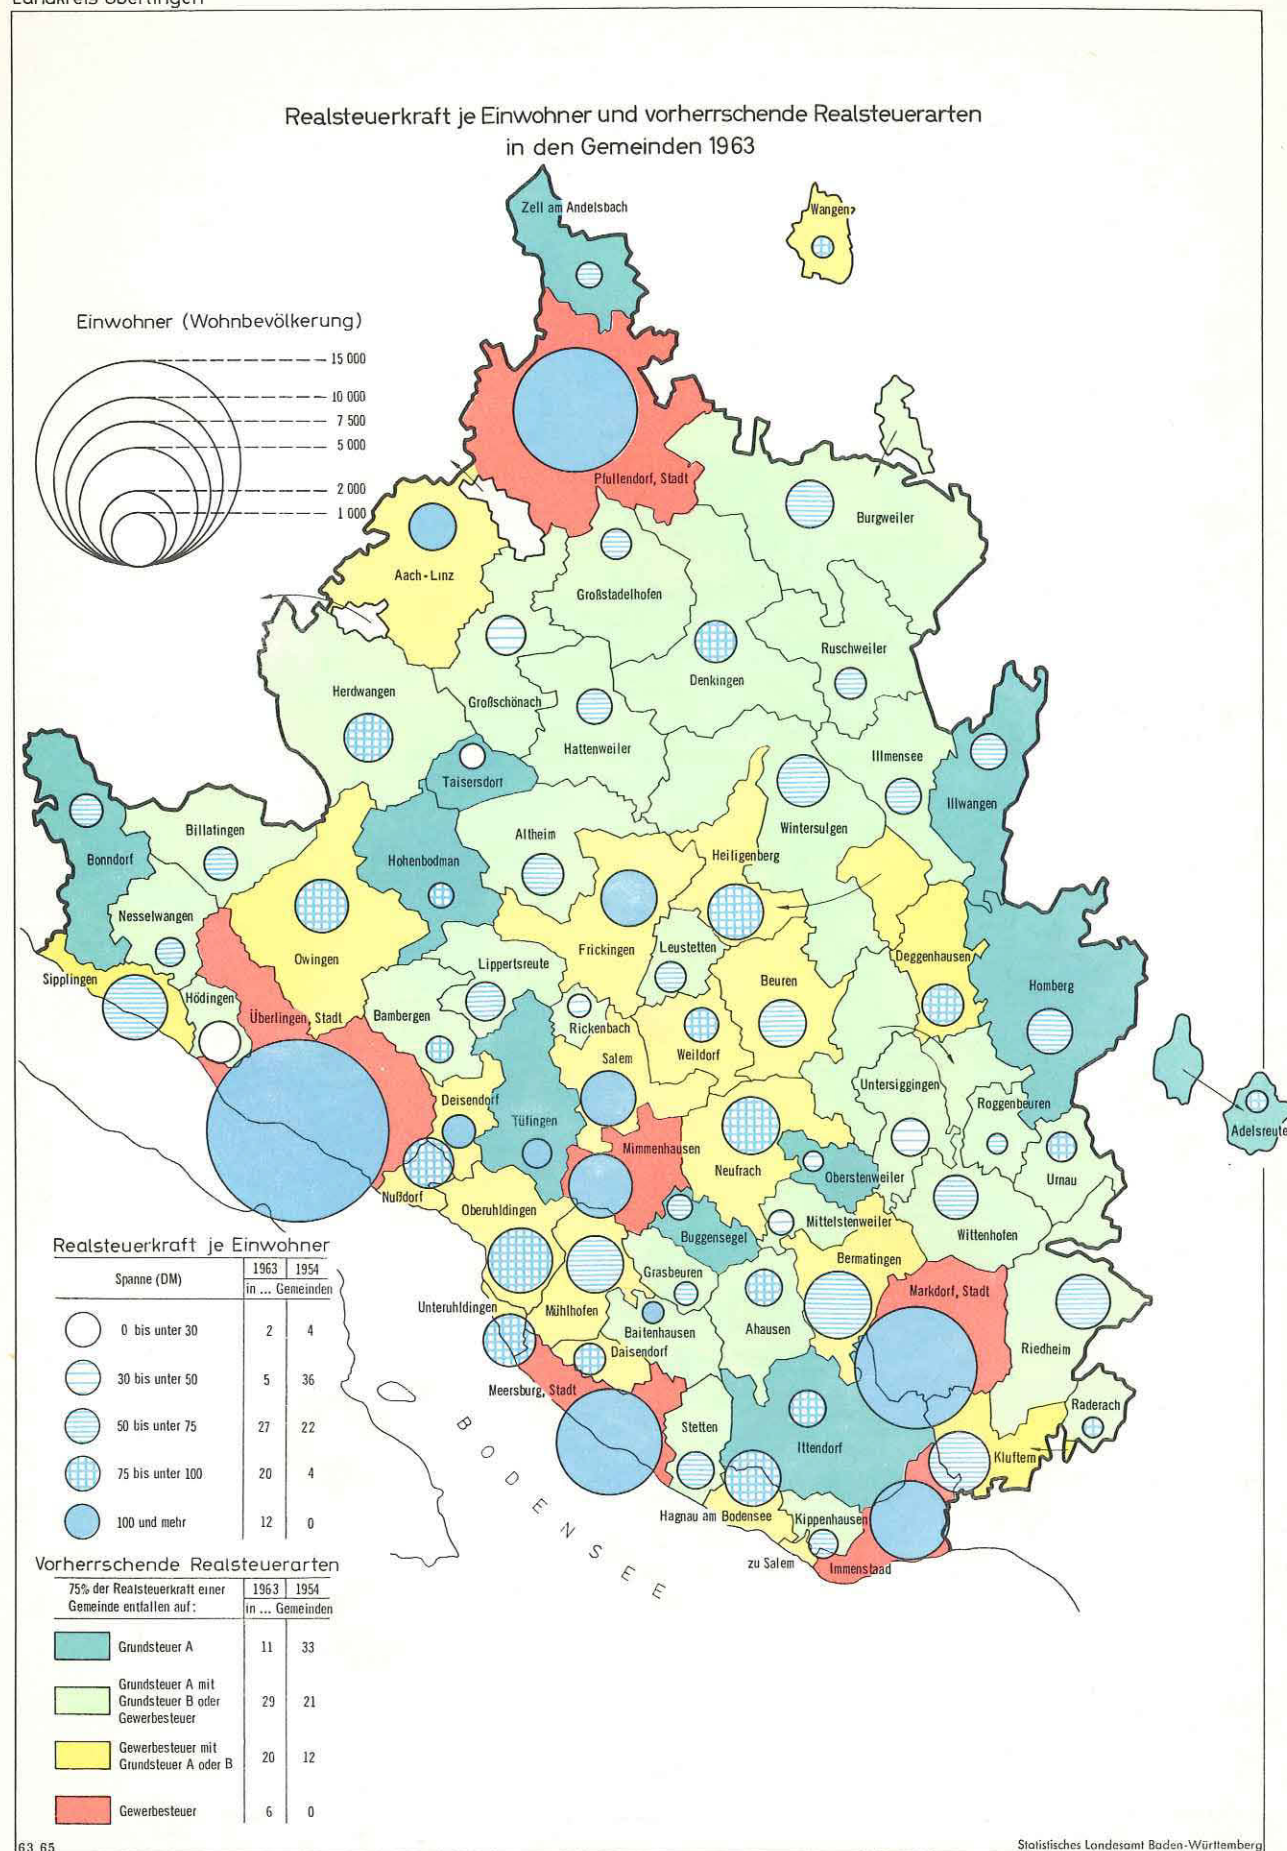 Landkreis Überlingen
Realsteuerkraft je Einwohner und vorherrschende Realsteuerarten
in den Gemeinden 1963
Zell am Andelsbach
Wangen
Einwohner (Wohnbevölkerung)
15 000
10 000
7 500
5 000
2 000
1 000
Pfullendorf, Stadt
Burgweiler
Aach-Linz
Großstadelhofen
Ruschweiler
Denkingen
Herdwangen
Großschönach
Hattenweiler
Illmensee
Taisersdorf
Illwangen
Billafingen
Altheim
Wintersulgen
Bonndorf
Hohenbodman
Heiligenberg
Nesselwangen
Leustetten
Frickingen
Deggenhausen
Owingen
Lippertsreute
Sipplingen
Beuren
Homberg
Hödingen
Überlingen, Stadt
Bambergen
Rickenbach
Salem
Weildorf
Untersiggingen
Deisendorf
Roggenbeuren
Tüfingen
Adelsreute
Mimmenhausen
Neufrach
Oberstenweiler
Urnau
Nußdorf
Oberuhldingen
Mittelstenweiler
Buggensegel
Wittenhofen
Bermatingen
Grasbeuren
Markdorf, Stadt
Unteruhldingen
Mühlhofen
Baitenhausen
Ahausen
Daisendorf
Riedheim
Meersburg, Stadt
Raderach
Stetten
Ittendorf
Kluftern
Hagnau am Bodensee
Kippenhausen
zu Salem
Immenstaad
BODENSEE
Realsteuerkraft je Einwohner
Spanne (DM) 1963 1954
in ... Gemeinden
0 bis unter 30 2 4
30 bis unter 50 5 36
50 bis unter 75 27 22
75 bis unter 100 20 4
100 und mehr 12 0
Vorherrschende Realsteuerarten
75% der Realsteuerkraft einer 1963 1954
Gemeinde entfallen auf: in ... Gemeinden
Grundsteuer A 11 33
Grundsteuer A mit
Grundsteuer B oder 29 21
Gewerbesteuer
Gewerbesteuer mit
Grundsteuer A oder B 20 12
Gewerbesteuer 6 0
63 65
Statistisches Landesamt Baden-Württemberg